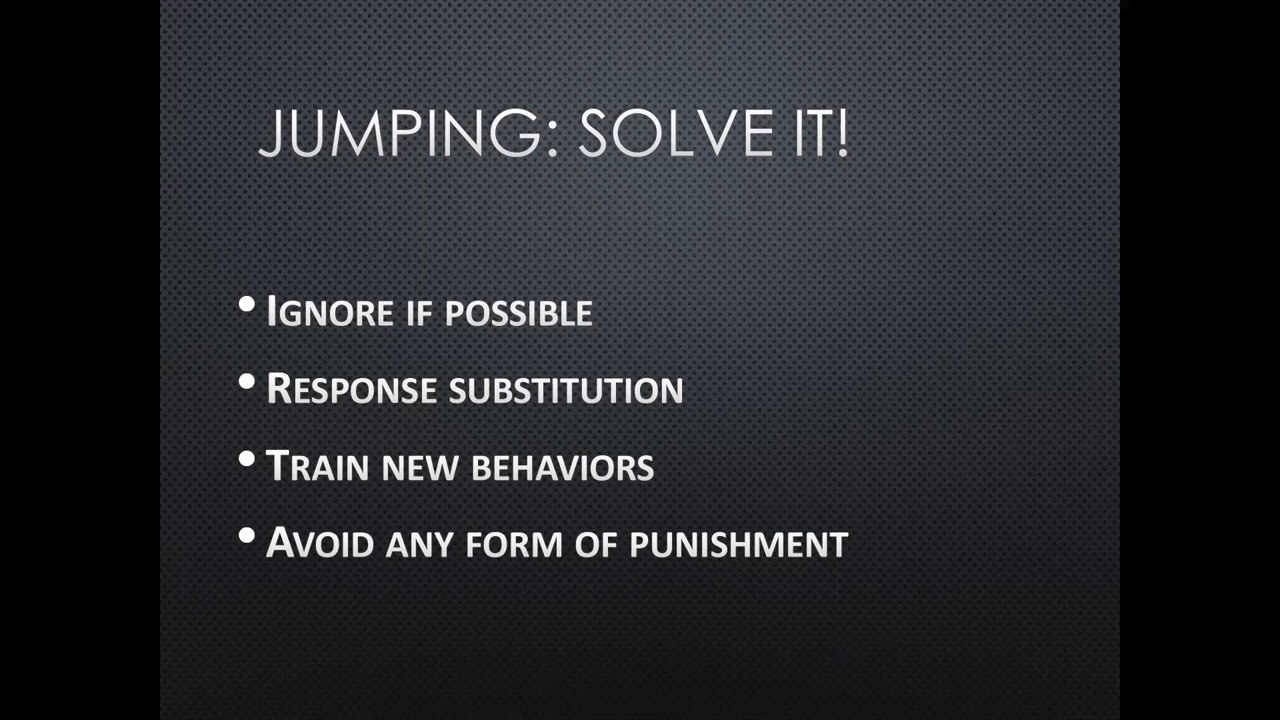 JUMPING: SOLVE IT!
• IGNORE IF POSSIBLE
• RESPONSE SUBSTITUTION
• TRAIN NEW BEHAVIORS
• AVOID ANY FORM OF PUNISHMENT